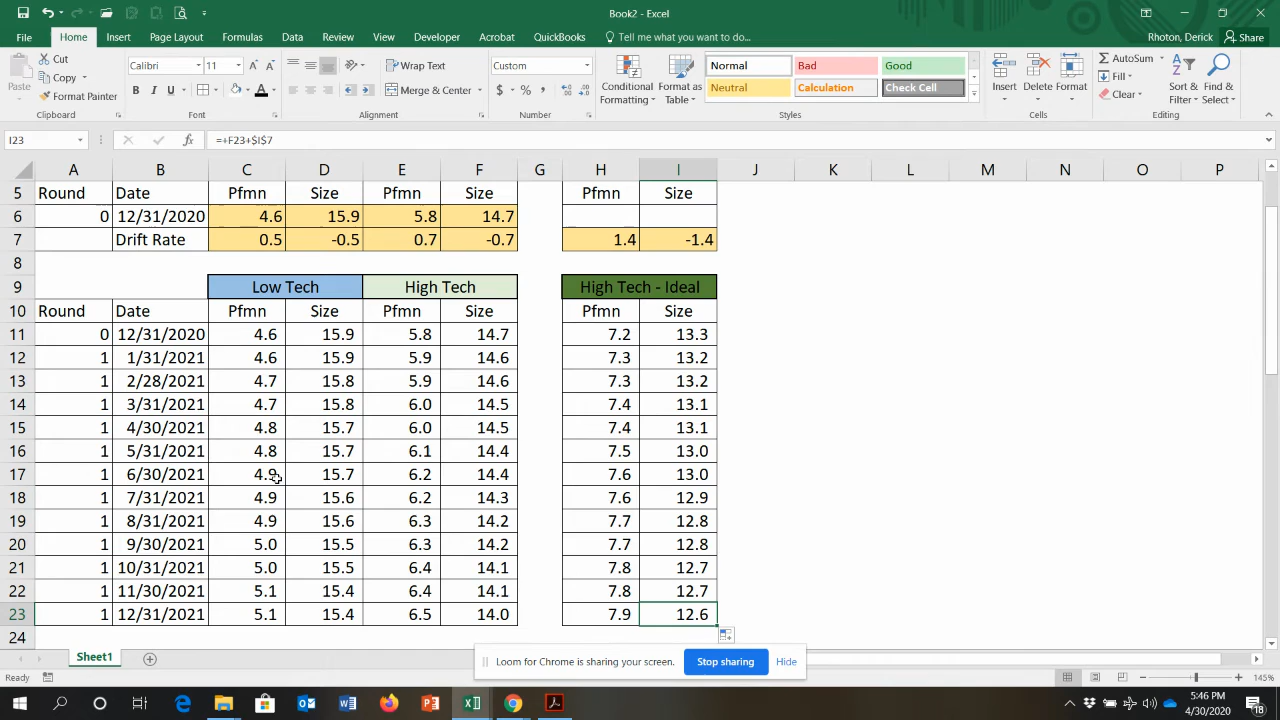 Book2 - Excel
File Home Insert Page Layout Formulas Data Review View Developer Acrobat QuickBooks Tell me what you want to do... Rhoton, Derick Share
Cut
Copy
Format Painter
Paste
Clipboard
Calibri 11
B I U A
Font
Wrap Text
Merge & Center
Alignment
Custom
$ % ,
Number
Conditional Formatting
Format as Table
Normal Bad Good
Neutral Calculation Check Cell
Styles
Insert Delete Format
Cells
AutoSum
Fill
Clear
Sort & Filter
Find & Select
Editing
I23 fx =+F23+$I$7
A B C D E F G H I J K L M N O P
5 Round Date Pfmn Size Pfmn Size Pfmn Size
6 0 12/31/2020 4.6 15.9 5.8 14.7
7 Drift Rate 0.5 -0.5 0.7 -0.7 1.4 -1.4
8
9 Low Tech High Tech High Tech - Ideal
10 Round Date Pfmn Size Pfmn Size Pfmn Size
11 0 12/31/2020 4.6 15.9 5.8 14.7 7.2 13.3
12 1 1/31/2021 4.6 15.9 5.9 14.6 7.3 13.2
13 1 2/28/2021 4.7 15.8 5.9 14.6 7.3 13.2
14 1 3/31/2021 4.7 15.8 6.0 14.5 7.4 13.1
15 1 4/30/2021 4.8 15.7 6.0 14.5 7.4 13.1
16 1 5/31/2021 4.8 15.7 6.1 14.4 7.5 13.0
17 1 6/30/2021 4.9 15.7 6.2 14.4 7.6 13.0
18 1 7/31/2021 4.9 15.6 6.2 14.3 7.6 12.9
19 1 8/31/2021 4.9 15.6 6.3 14.2 7.7 12.8
20 1 9/30/2021 5.0 15.5 6.3 14.2 7.7 12.8
21 1 10/31/2021 5.0 15.5 6.4 14.1 7.8 12.7
22 1 11/30/2021 5.1 15.4 6.4 14.1 7.8 12.7
23 1 12/31/2021 5.1 15.4 6.5 14.0 7.9 12.6
24
Loom for Chrome is sharing your screen. Stop sharing Hide
Sheet1
Ready 145%
5:46 PM
4/30/2020
18